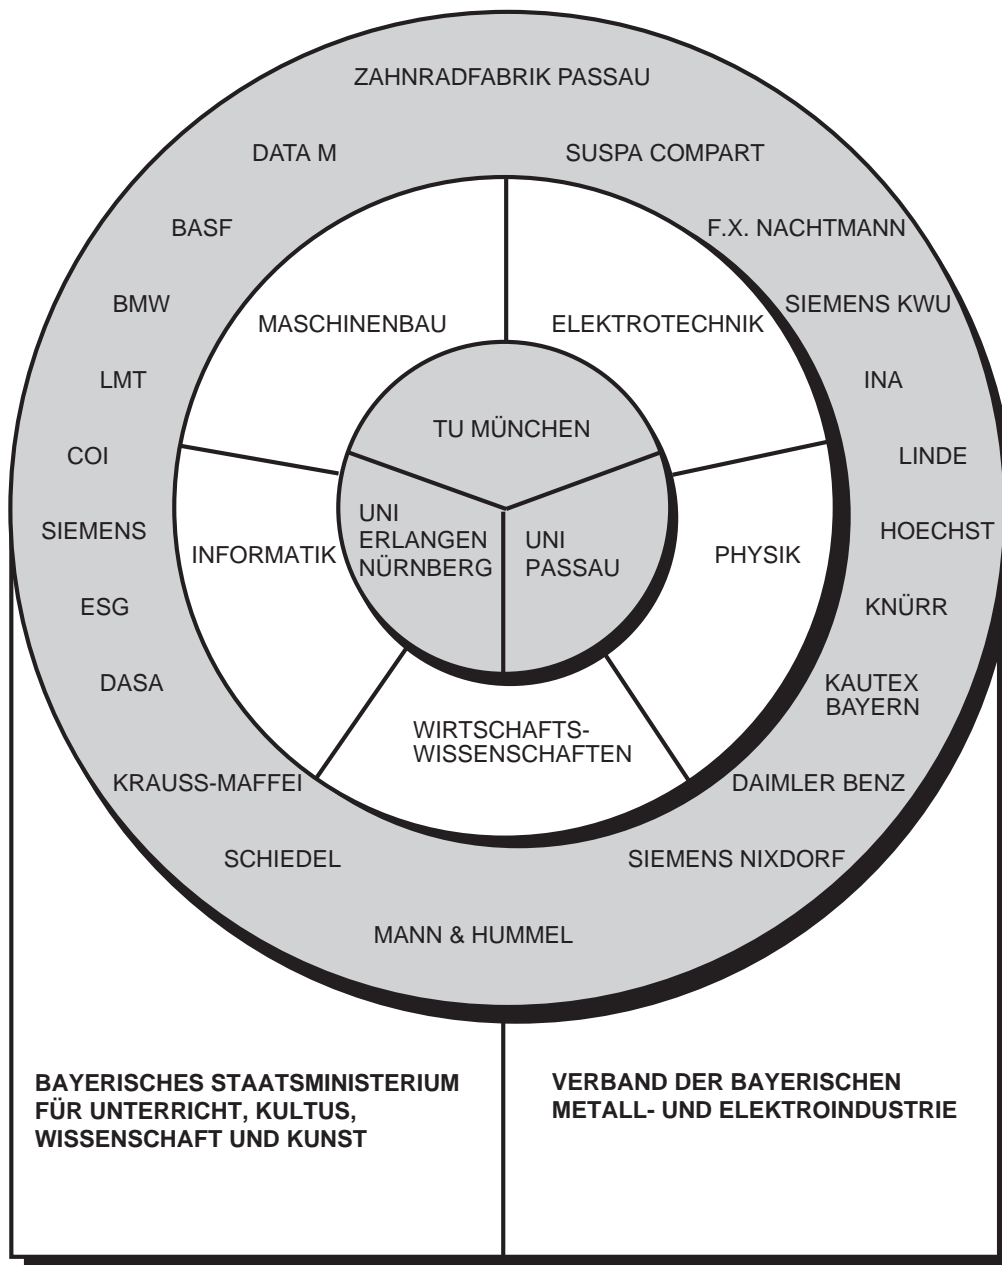 ZAHNRADFABRIK PASSAU
DATA M
SUSPA COMPART
BASF
F.X. NACHTMANN
BMW
SIEMENS KWU
MASCHINENBAU
ELEKTROTECHNIK
LMT
INA
TU MÜNCHEN
COI
LINDE
UNI
ERLANGEN
NÜRNBERG
UNI
PASSAU
SIEMENS
HOECHST
INFORMATIK
PHYSIK
ESG
KNÜRR
DASA
KAUTEX
BAYERN
WIRTSCHAFTS-
WISSENSCHAFTEN
KRAUSS-MAFFEI
DAIMLER BENZ
SCHIEDEL
SIEMENS NIXDORF
MANN & HUMMEL
BAYERISCHES STAATSMINISTERIUM
FÜR UNTERRICHT, KULTUS,
WISSENSCHAFT UND KUNST
VERBAND DER BAYERISCHEN
METALL- UND ELEKTROINDUSTRIE